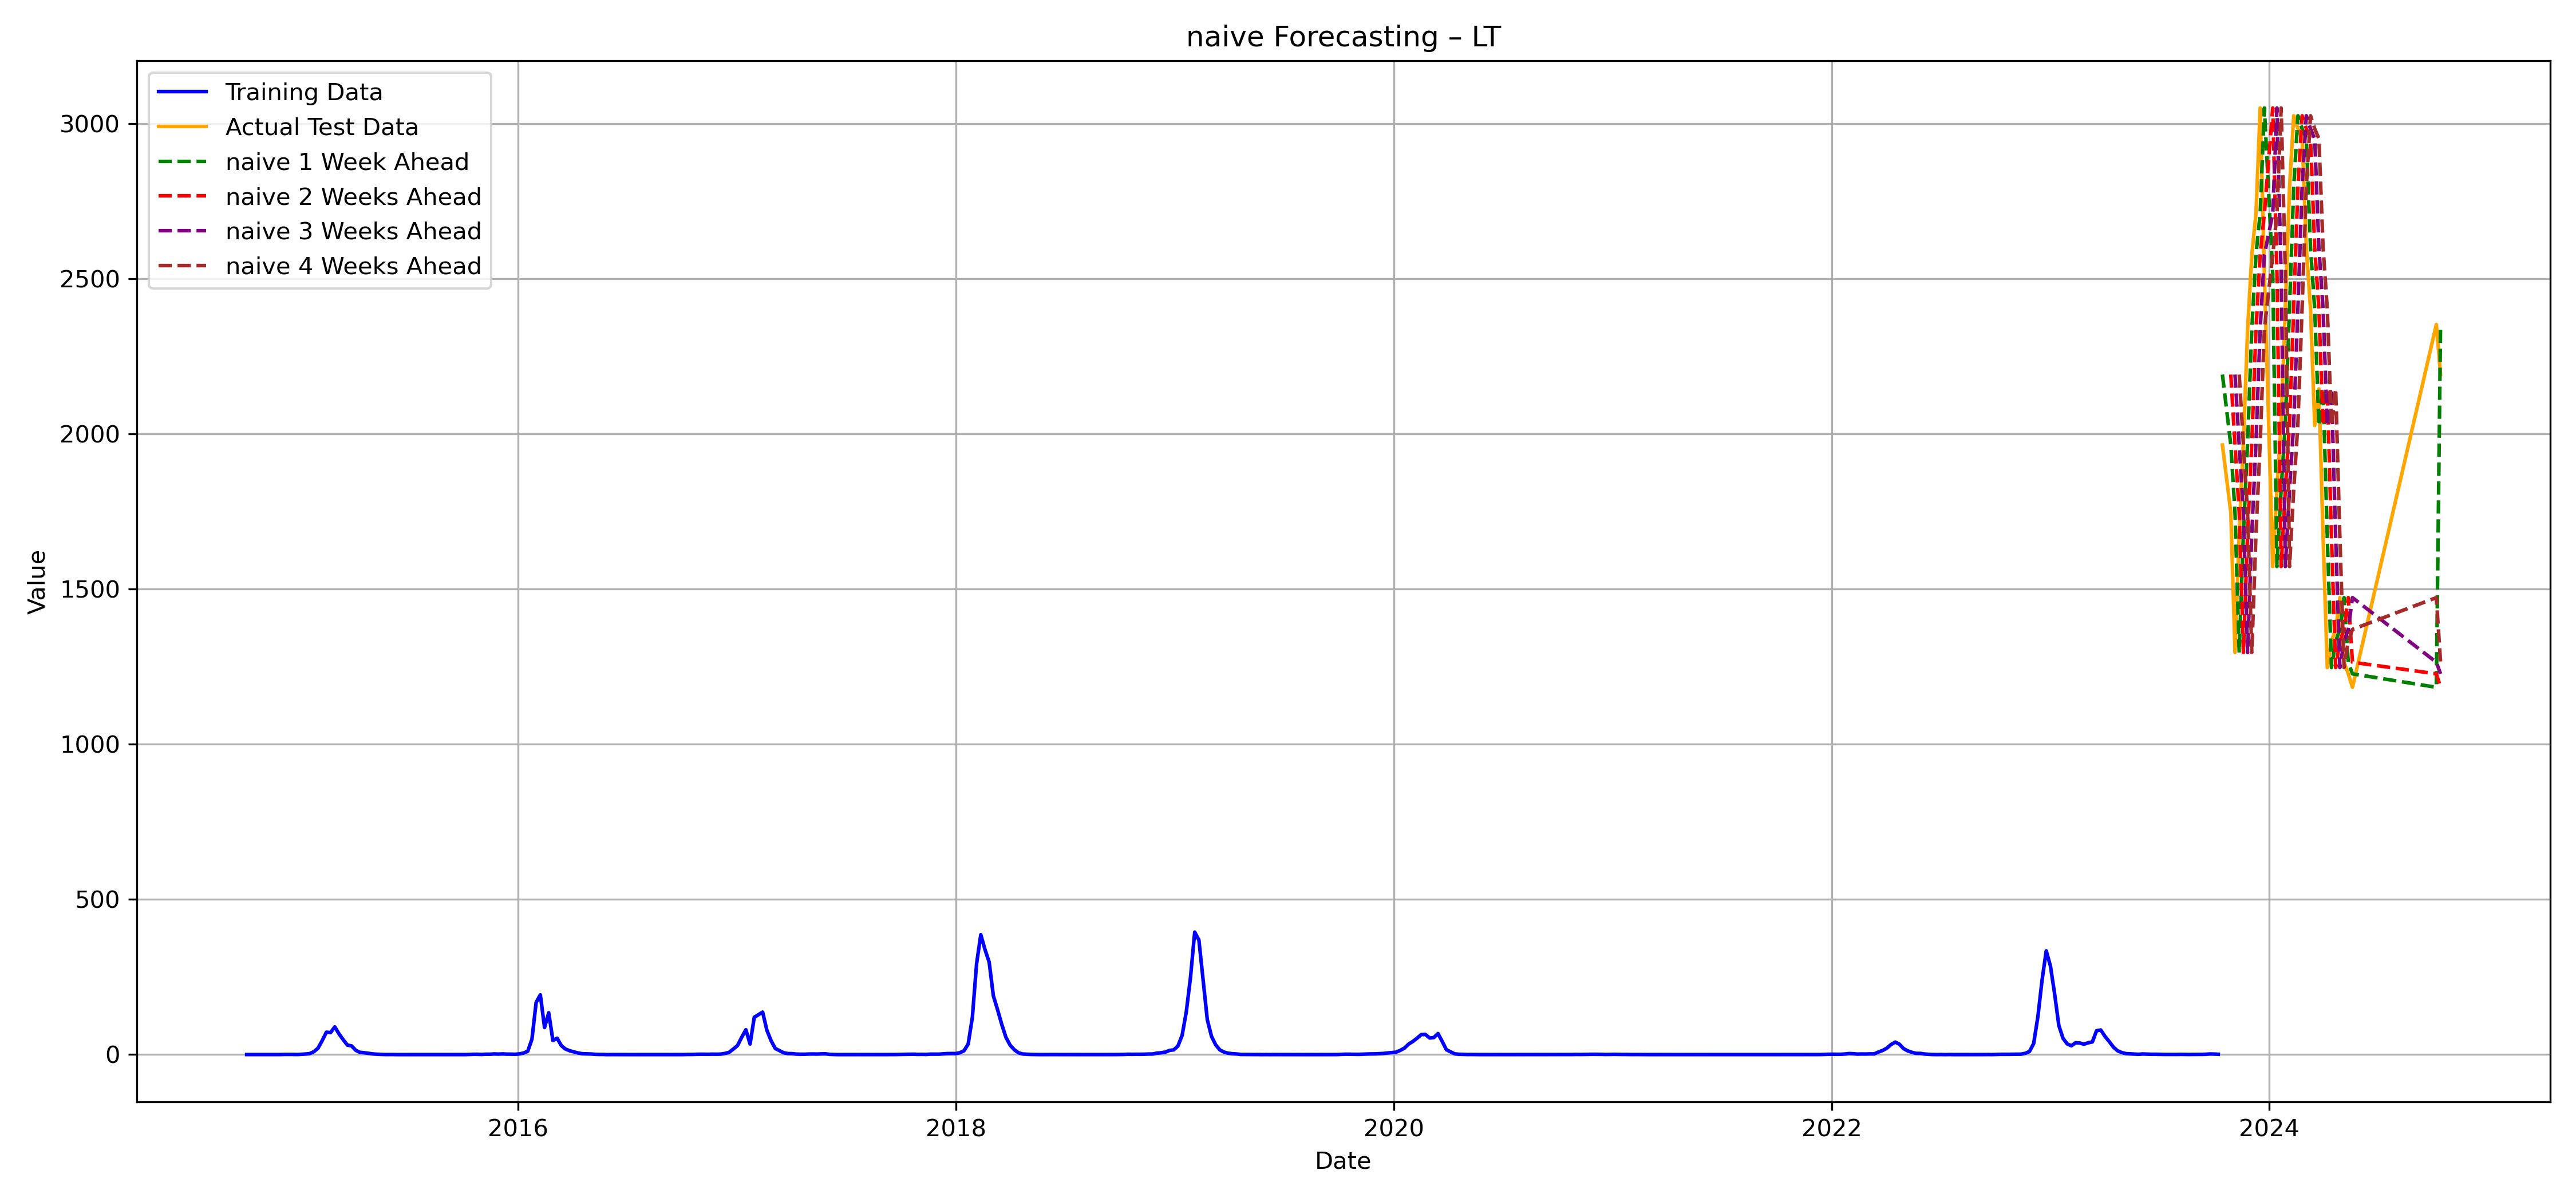 naive Forecasting – LT
Training Data
Actual Test Data
naive 1 Week Ahead
naive 2 Weeks Ahead
naive 3 Weeks Ahead
naive 4 Weeks Ahead
3000
2500
2000
1500
1000
500
0
Value
2016
2018
2020
2022
2024
Date